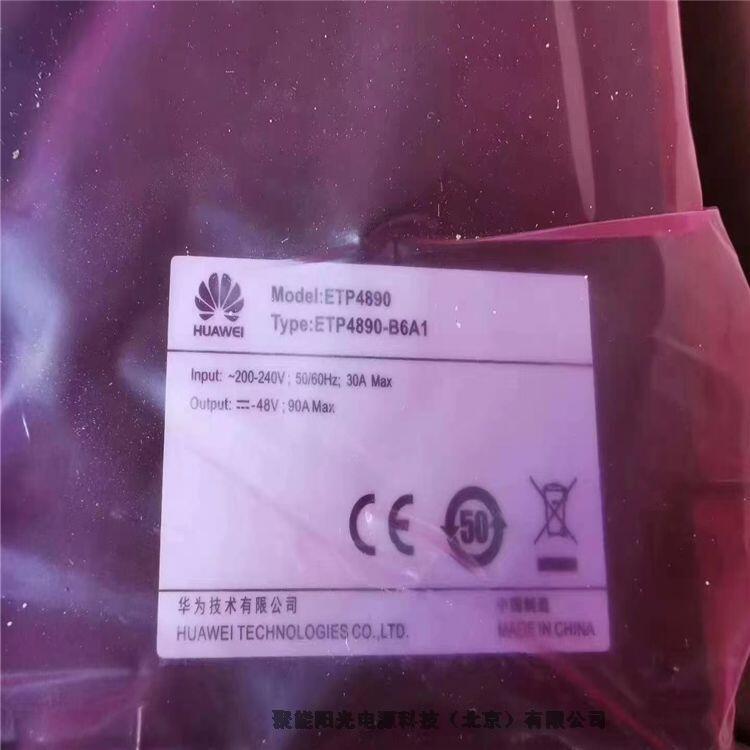 HUAWEI
Model:ETP4890
Type:ETP4890-B6A1
Input: ~200-240V ; 50/60Hz; 30A Max
Output: ⎓-48V ; 90A Max
CE
50
华为技术有限公司
中国制造
HUAWEI TECHNOLOGIES CO.,LTD.
MADE IN CHINA
聚能阳光电源科技（北京）有限公司